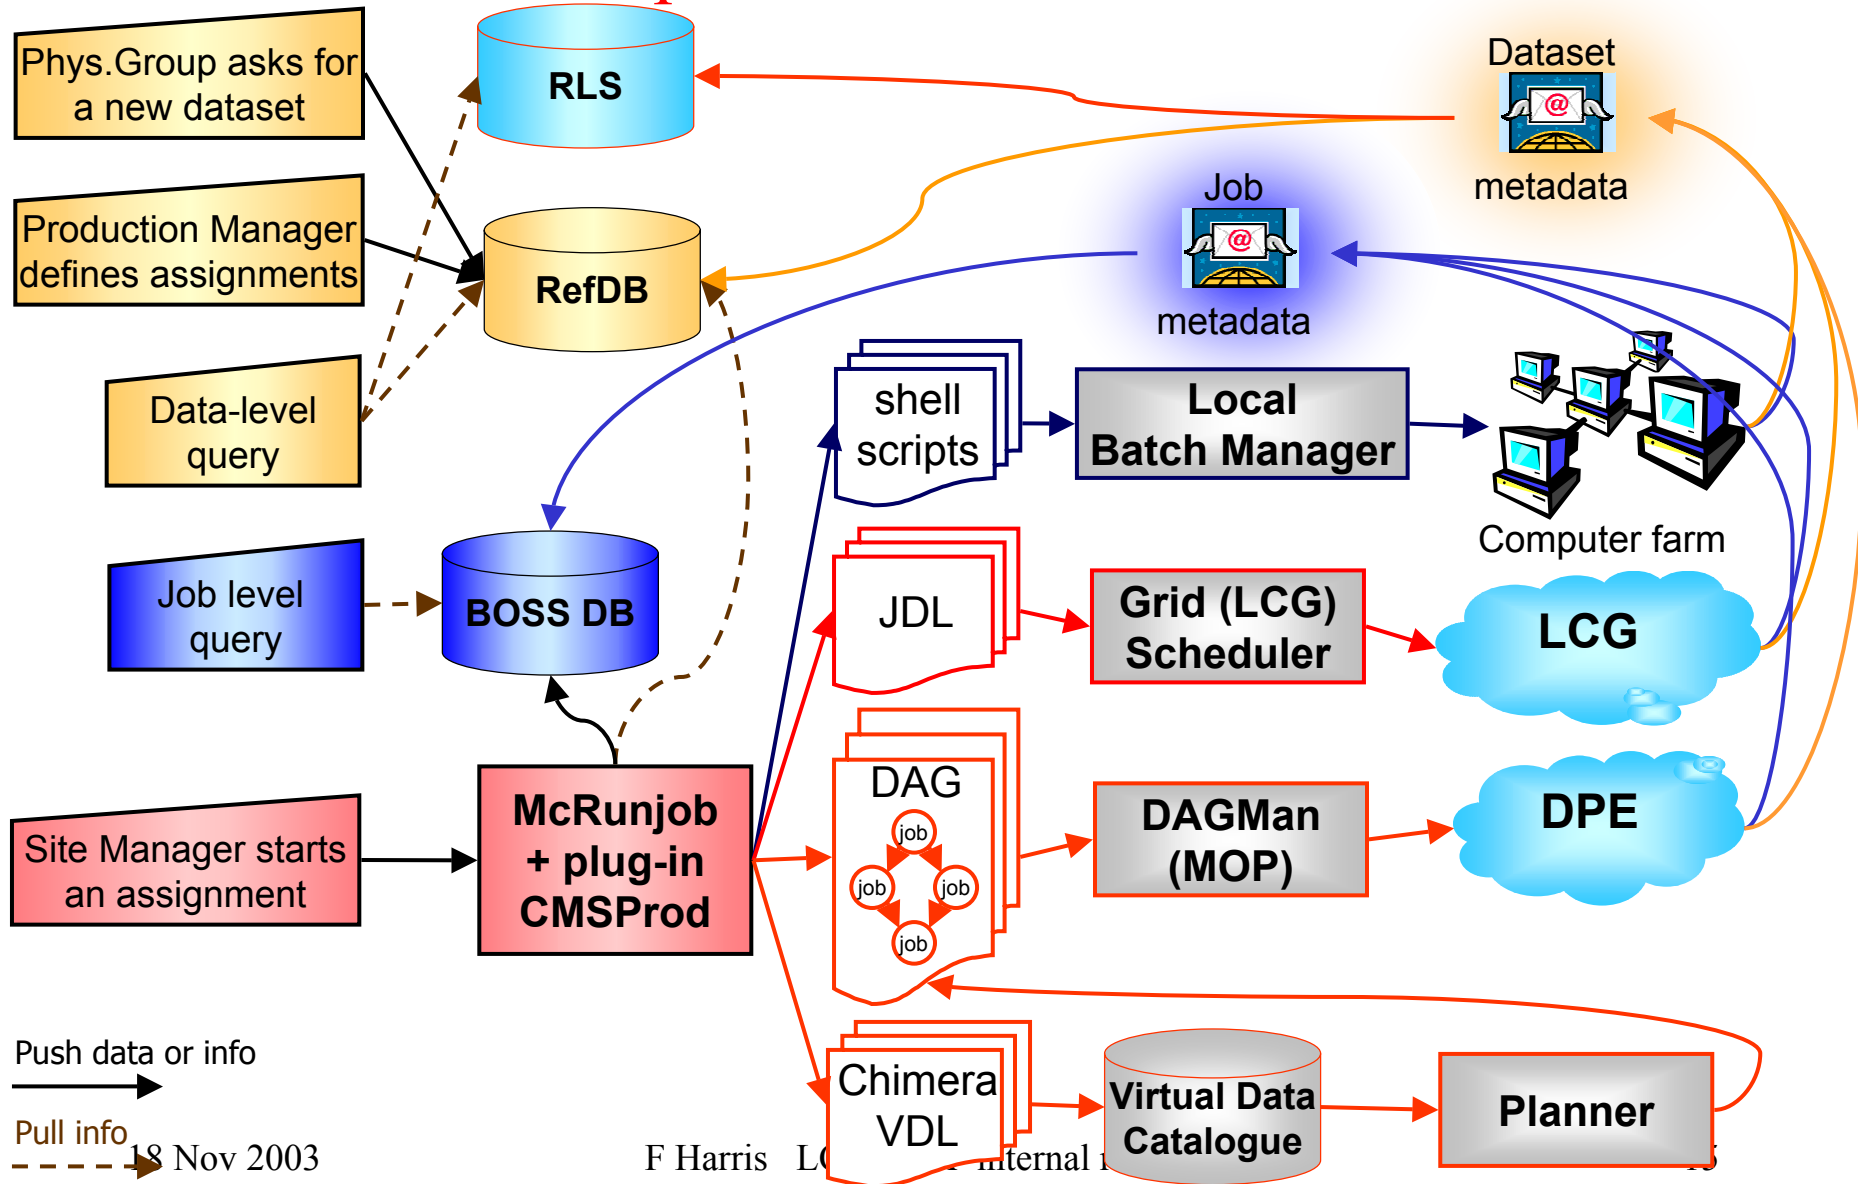 Phys.Group asks for
a new dataset
RLS
Dataset
metadata
Production Manager
defines assignments
RefDB
Job
metadata
Data-level
query
shell
scripts
Local
Batch Manager
Computer farm
Job level
query
BOSS DB
JDL
Grid (LCG)
Scheduler
LCG
Site Manager starts
an assignment
McRunjob
+ plug-in
CMSProd
DAG
job
job
job
job
DAGMan
(MOP)
DPE
Push data or info
Pull info
Chimera
VDL
Virtual Data
Catalogue
Planner
18 Nov 2003
F Harris internal
15